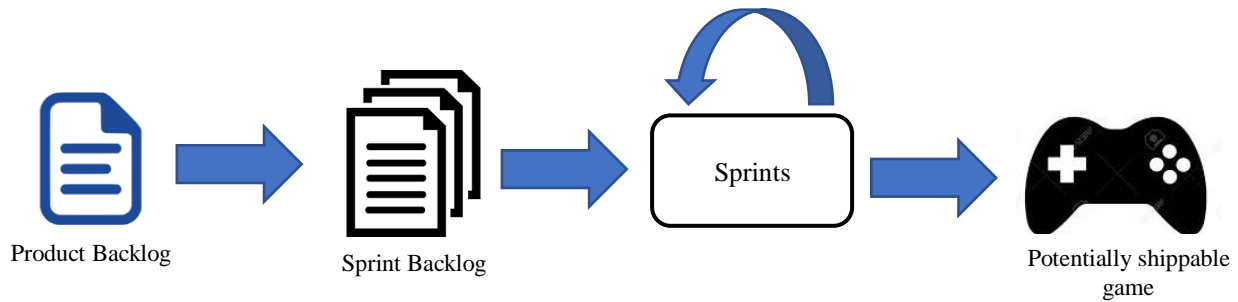 Product Backlog
Sprint Backlog
Sprints
Potentially shippable
game